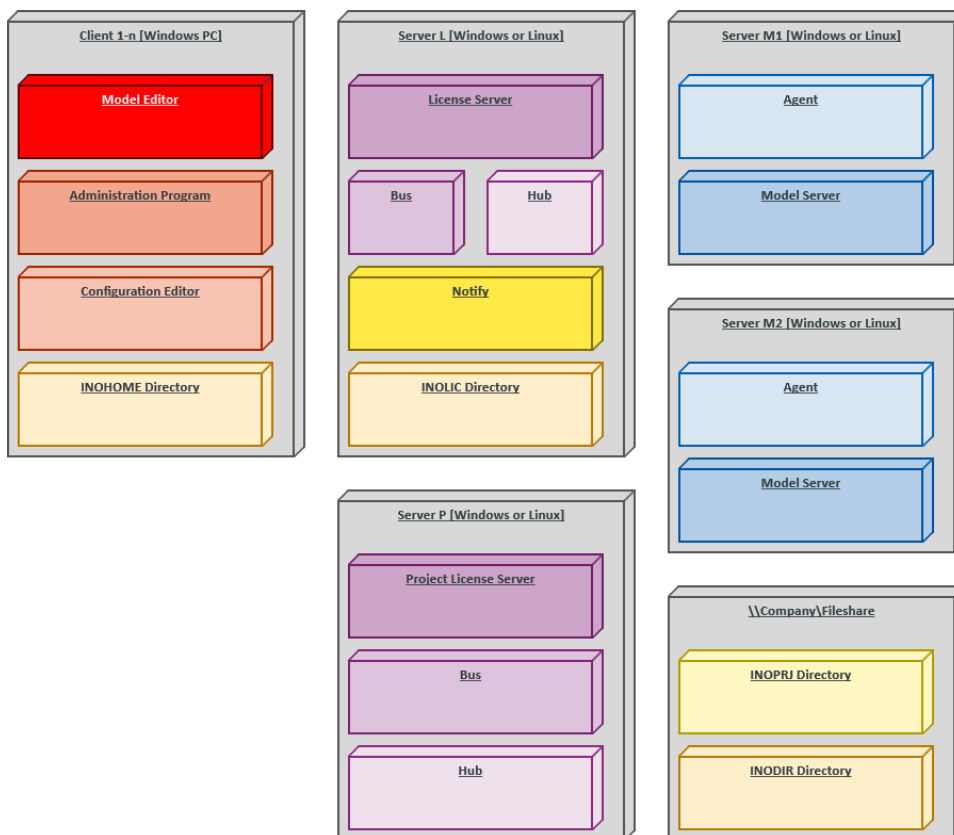 Client 1-n [Windows PC]
Model Editor
Administration Program
Configuration Editor
INOHOME Directory
Server L [Windows or Linux]
License Server
Bus
Hub
Notify
INOLIC Directory
Server P [Windows or Linux]
Project License Server
Bus
Hub
Server M1 [Windows or Linux]
Agent
Model Server
Server M2 [Windows or Linux]
Agent
Model Server
\\Company\Fileshare
INOPRJ Directory
INODIR Directory